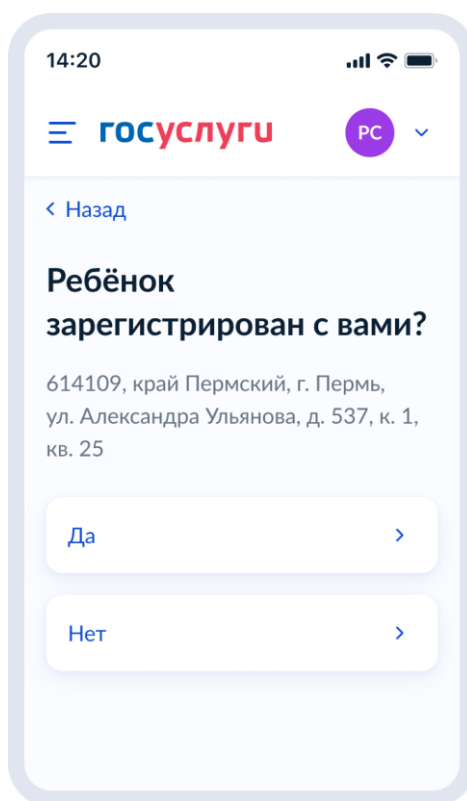 14:20
госуслуги РС
Назад
Ребёнок
зарегистрирован с вами?
614109, край Пермский, г. Пермь,
ул. Александра Ульянова, д. 537, к. 1,
кв. 25
Да
Нет